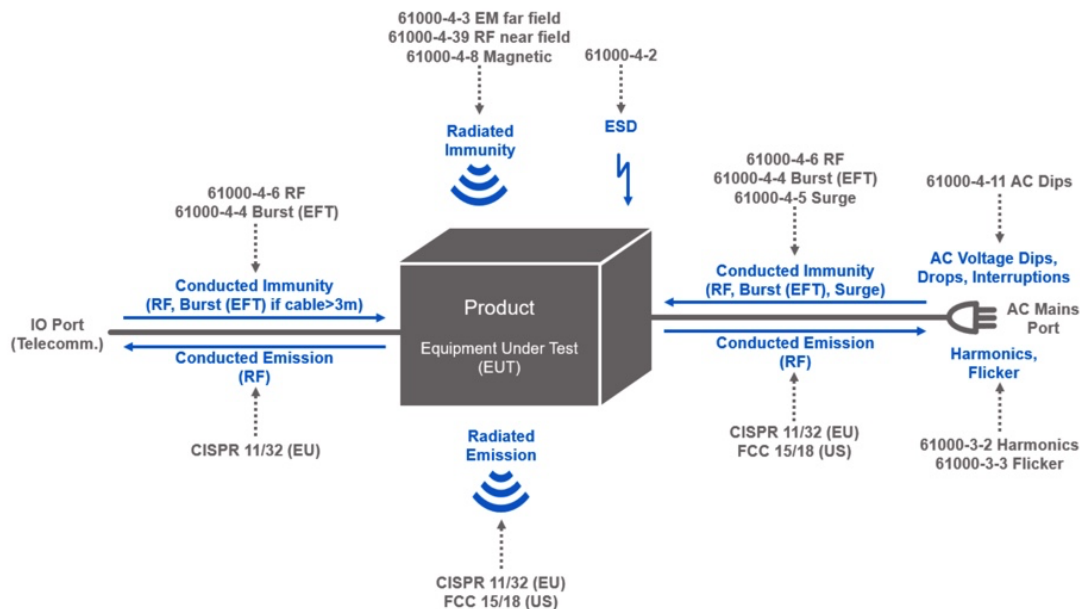 61000-4-3 EM far field
61000-4-39 RF near field
61000-4-8 Magnetic
61000-4-2
Radiated
Immunity
ESD
61000-4-6 RF
61000-4-4 Burst (EFT)
61000-4-6 RF
61000-4-4 Burst (EFT)
61000-4-5 Surge
61000-4-11 AC Dips
Conducted Immunity
(RF, Burst (EFT) if cable>3m)
IO Port
(Telecomm.)
Conducted Emission
(RF)
CISPR 11/32 (EU)
Product
Equipment Under Test
(EUT)
Conducted Immunity
(RF, Burst (EFT), Surge)
Conducted Emission
(RF)
CISPR 11/32 (EU)
FCC 15/18 (US)
AC Voltage Dips,
Drops, Interruptions
AC Mains
Port
Harmonics,
Flicker
61000-3-2 Harmonics
61000-3-3 Flicker
Radiated
Emission
CISPR 11/32 (EU)
FCC 15/18 (US)